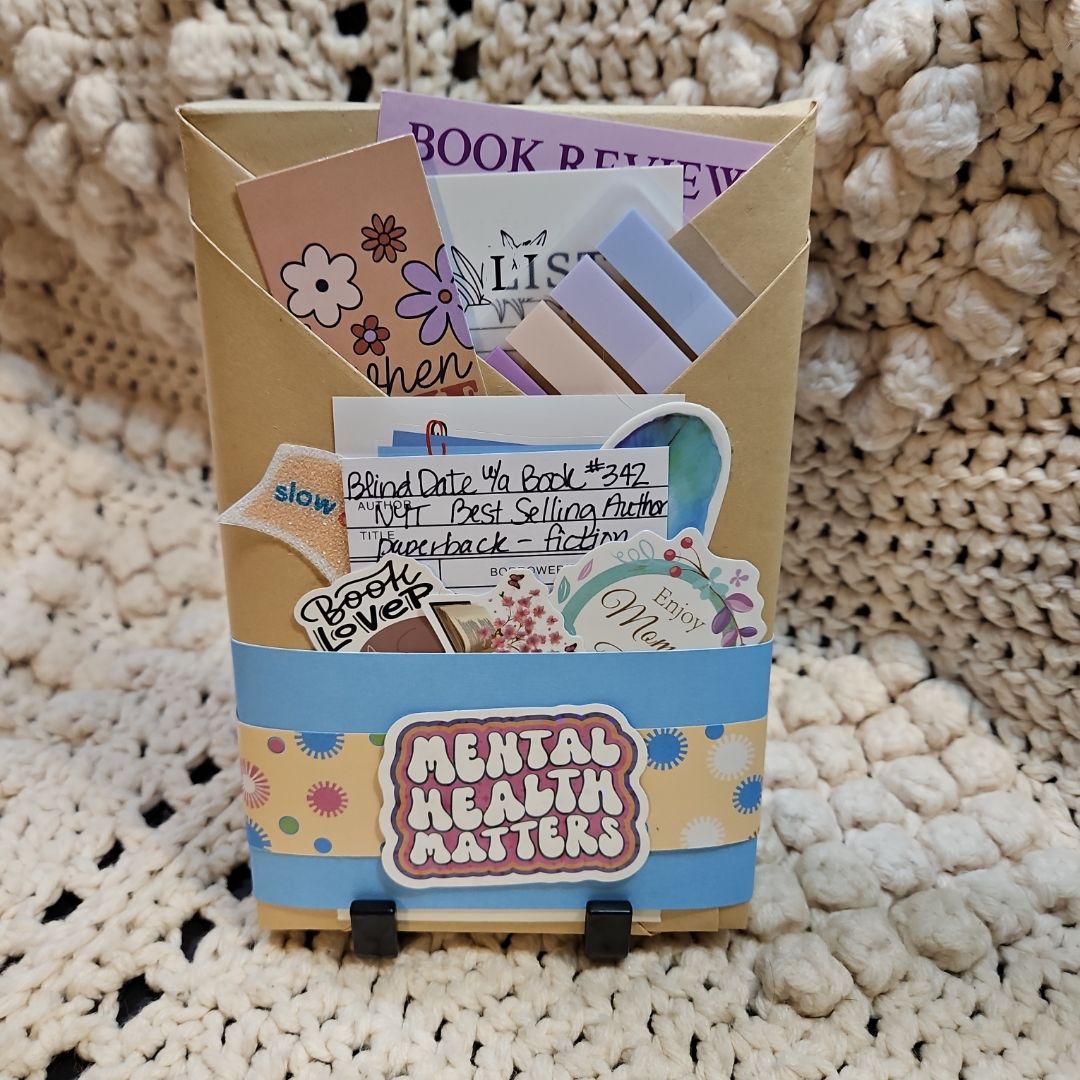 BOOK REVIEW
LIST
when
slow
Blind Date w/a Book #342
AUTHOR
NYT Best Selling Author
TITLE
paperback - fiction
BORROWER
Book
Lover
Enjoy
MENTAL
HEALTH
MATTERS